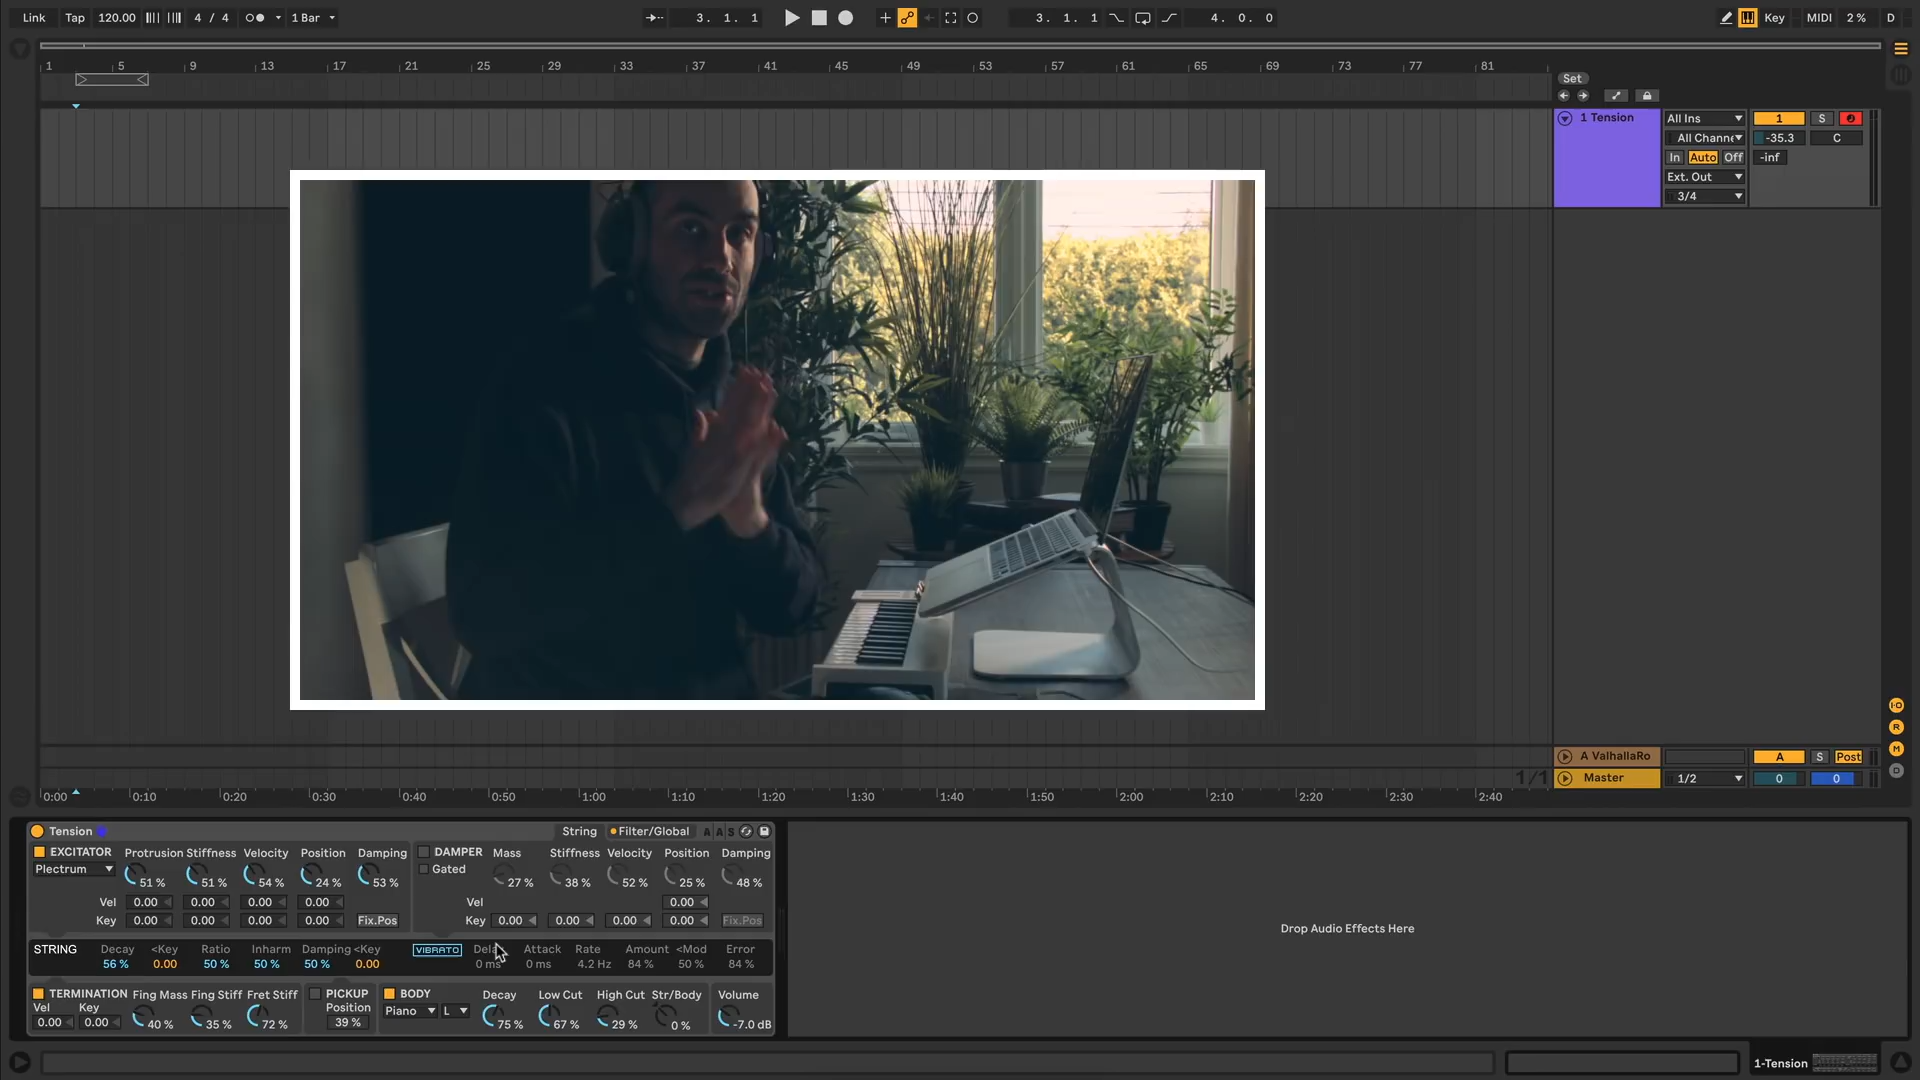 Link Tap 120.00 4 / 4 1 Bar 3. 1. 1 3. 1. 1 4. 0. 0 Key MIDI 2 % D
1 5 9 13 17 21 25 29 33 37 41 45 49 53 57 61 65 69 73 77 81
Set
1 Tension All Ins 1 S
All Channe -35.3 C
In Auto Off -inf
Ext. Out
3/4
A ValhallaRo A S Post
1/1 Master 1/2 0 0
0:00 0:10 0:20 0:30 0:40 0:50 1:00 1:10 1:20 1:30 1:40 1:50 2:00 2:10 2:20 2:30 2:40
Tension String Filter/Global A A S
EXCITATOR Protrusion Stiffness Velocity Position Damping DAMPER Mass Stiffness Velocity Position Damping
Plectrum Gated
51 % 51 % 54 % 24 % 53 % 27 % 38 % 52 % 25 % 48 %
Vel 0.00 0.00 0.00 0.00 Vel 0.00
Key 0.00 0.00 0.00 0.00 Fix.Pos Key 0.00 0.00 0.00 0.00 Fix.Pos
STRING Decay <Key Ratio Inharm Damping <Key VIBRATO Delay Attack Rate Amount <Mod Error
56 % 0.00 50 % 50 % 50 % 0.00 0 ms 0 ms 4.2 Hz 84 % 50 % 84 %
TERMINATION Fing Mass Fing Stiff Fret Stiff PICKUP BODY Decay Low Cut High Cut Str/Body Volume
Vel Key Position Piano L
0.00 0.00 40 % 35 % 72 % 39 % 75 % 67 % 29 % 0 % -7.0 dB
Drop Audio Effects Here
1-Tension